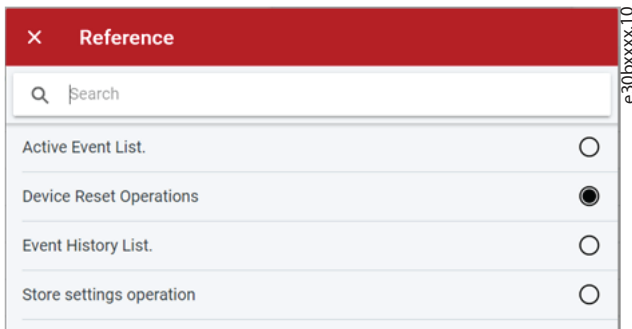 Reference
Search
Active Event List.
Device Reset Operations
Event History List.
Store settings operation
e30bxxxx.10